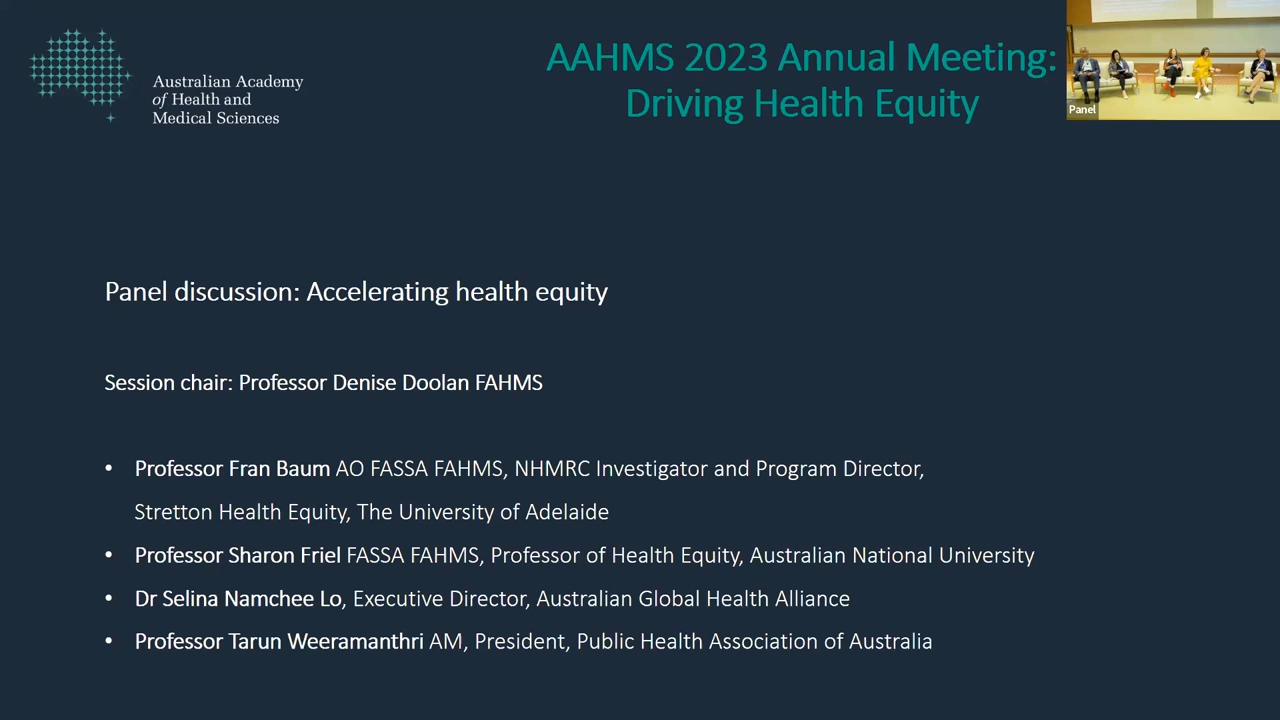 Australian Academy
of Health and
Medical Sciences
AAHMS 2023 Annual Meeting:
Driving Health Equity
Panel
Panel discussion: Accelerating health equity
Session chair: Professor Denise Doolan FAHMS
• Professor Fran Baum AO FASSA FAHMS, NHMRC Investigator and Program Director,
Stretton Health Equity, The University of Adelaide
• Professor Sharon Friel FASSA FAHMS, Professor of Health Equity, Australian National University
• Dr Selina Namchee Lo, Executive Director, Australian Global Health Alliance
• Professor Tarun Weeramanthri AM, President, Public Health Association of Australia